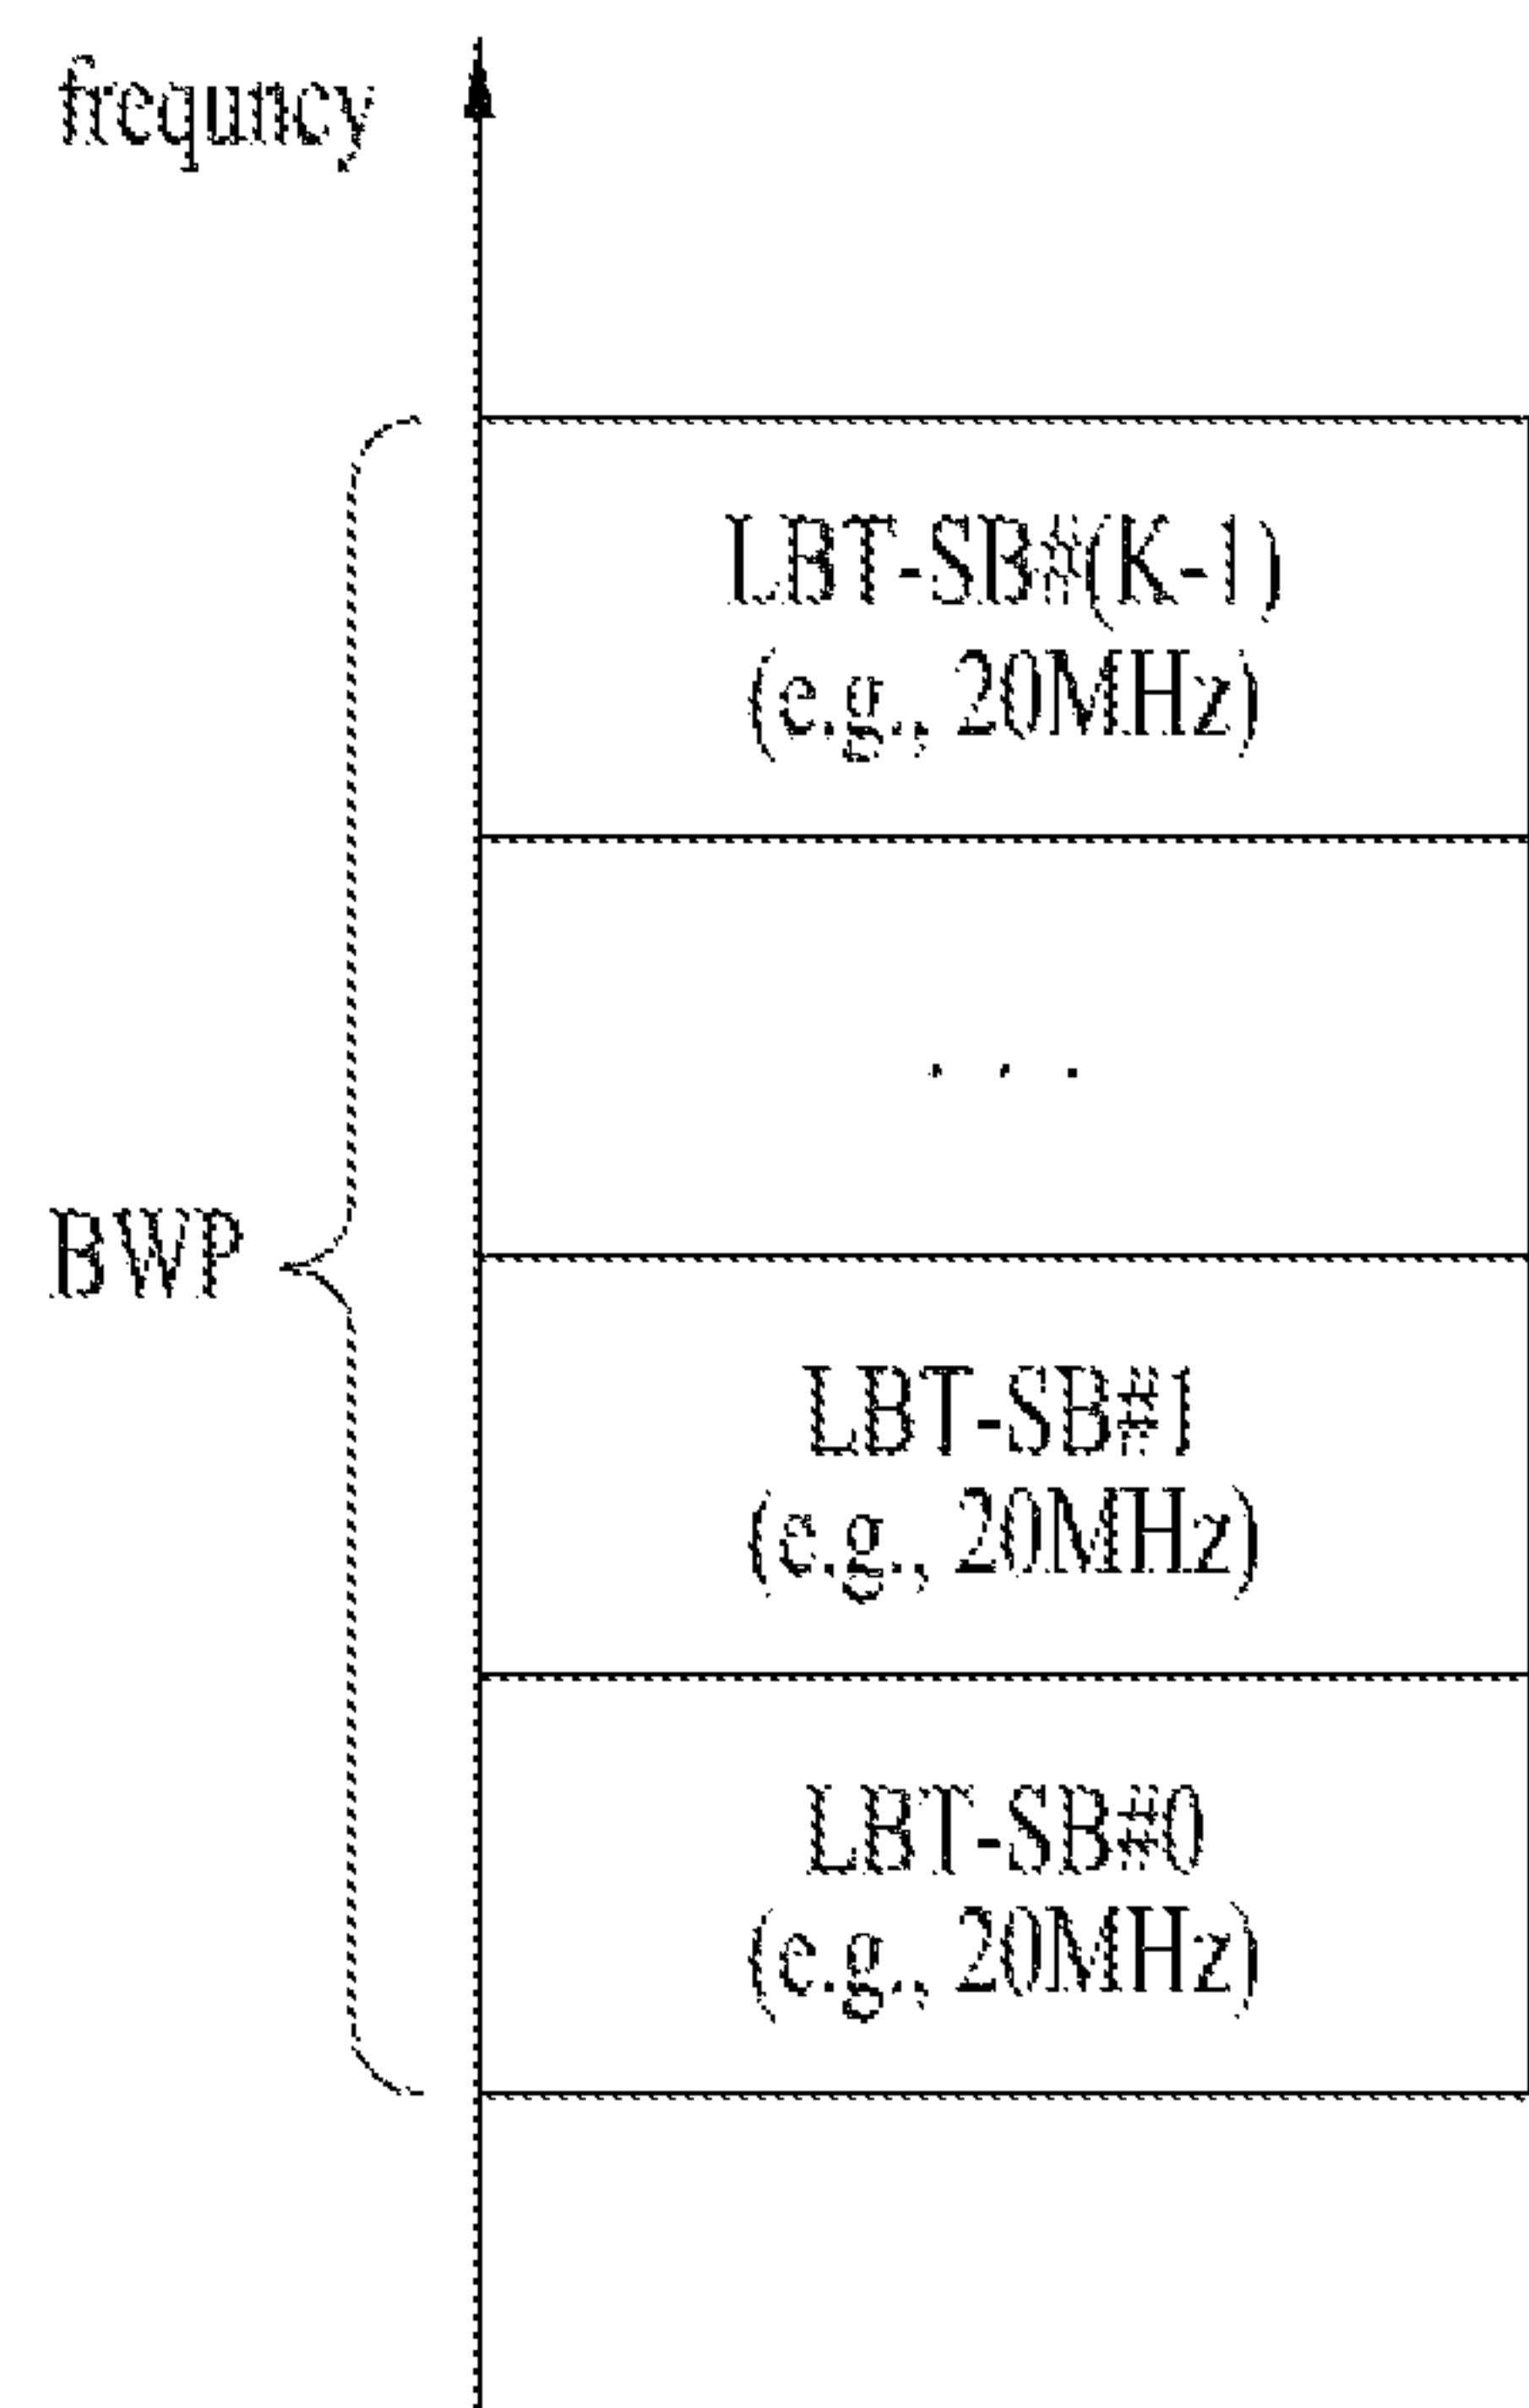 frequncy
LBT-SB#(K-1)
(e.g., 20MHz)
. . .
BWP
LBT-SB#1
(e.g., 20MHz)
LBT-SB#0
(e.g., 20MHz)